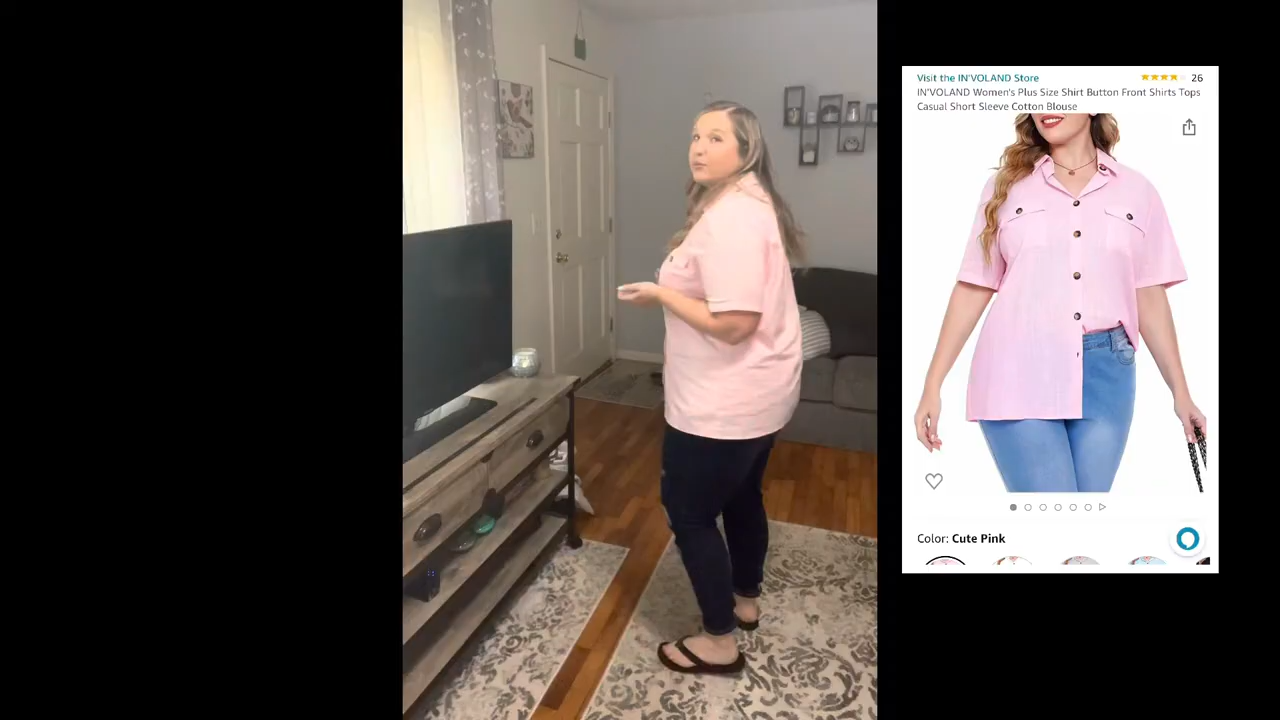 Visit the IN'VOLAND Store
26
IN'VOLAND Women's Plus Size Shirt Button Front Shirts Tops
Casual Short Sleeve Cotton Blouse
Color: Cute Pink